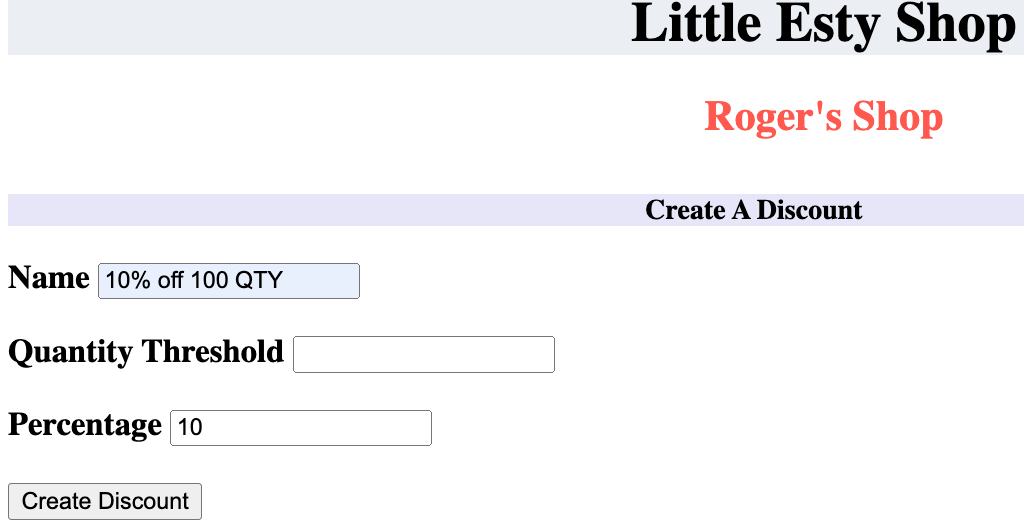 Little Esty Shop
Roger's Shop
Create A Discount
Name 10% off 100 QTY
Quantity Threshold
Percentage 10
Create Discount